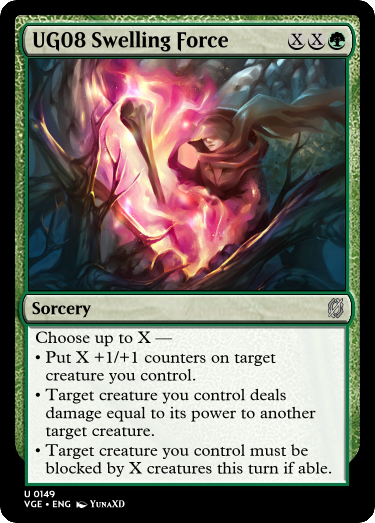 UG08 Swelling Force XXG
Sorcery
Choose up to X —
• Put X +1/+1 counters on target
creature you control.
• Target creature you control deals
damage equal to its power to another
target creature.
• Target creature you control must be
blocked by X creatures this turn if able.
U 0149
VGE • ENG YunaXD